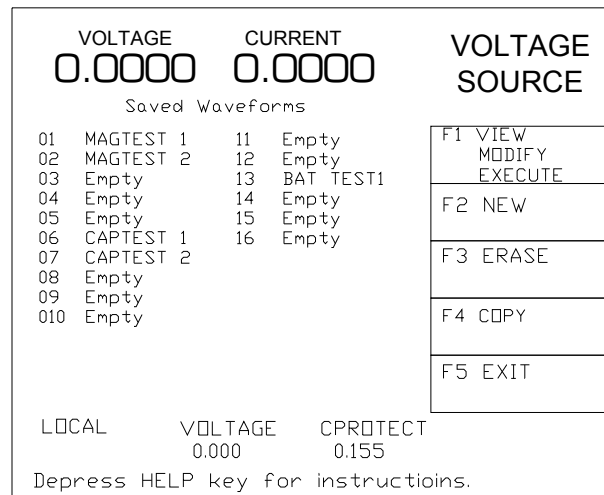 VOLTAGE CURRENT
0.0000 0.0000
VOLTAGE
SOURCE
Saved Waveforms
01 MAGTEST 1 11 Empty
02 MAGTEST 2 12 Empty
03 Empty 13 BAT TEST1
04 Empty 14 Empty
05 Empty 15 Empty
06 CAPTEST 1 16 Empty
07 CAPTEST 2
08 Empty
09 Empty
010 Empty
F1 VIEW
MODIFY
EXECUTE
F2 NEW
F3 ERASE
F4 COPY
F5 EXIT
LOCAL VOLTAGE CPROTECT
0.000 0.155
Depress HELP key for instructioins.